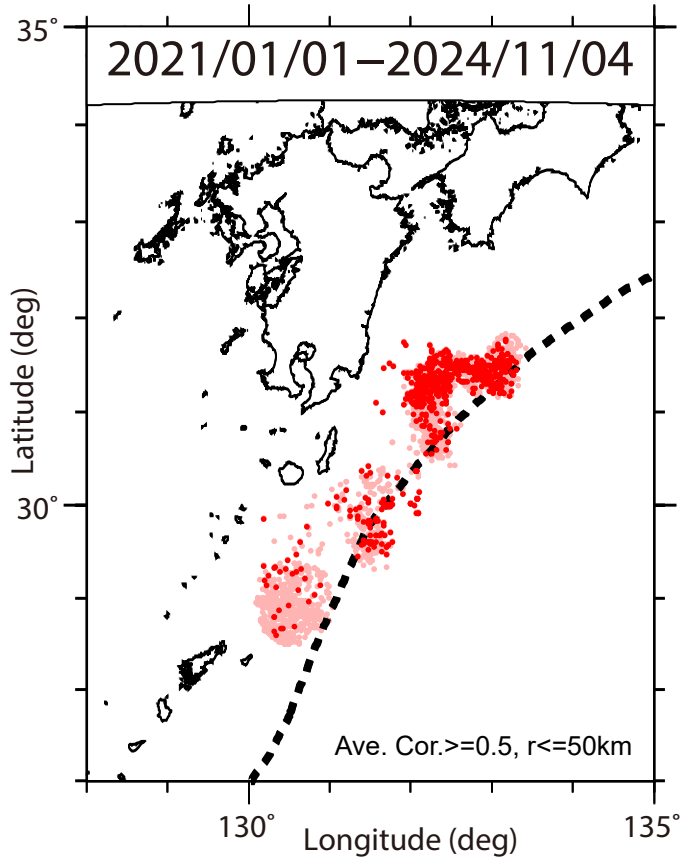 35°
2021/01/01−2024/11/04
Latitude (deg)
30°
Ave. Cor.>=0.5, r<=50km
130°
135°
Longitude (deg)